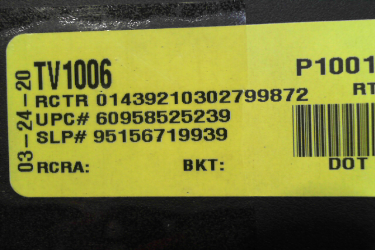 03-24-20
TV1006
P1001
RCTR 01439210302799872
RT
UPC# 60958525239
SLP# 95156719939
RCRA: BKT: DOT